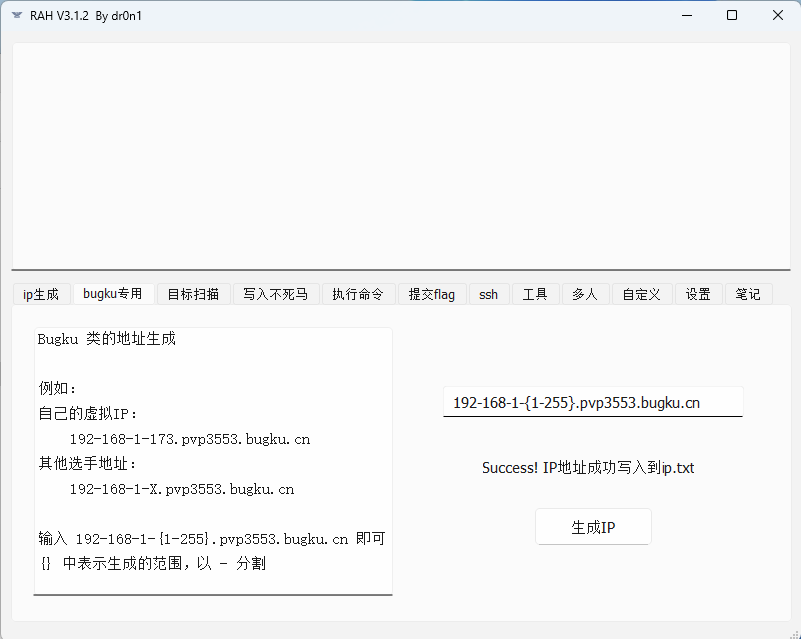 RAH V3.1.2 By dr0n1
ip生成 bugku专用 目标扫描 写入不死马 执行命令 提交flag ssh 工具 多人 自定义 设置 笔记
Bugku 类的地址生成
例如：
自己的虚拟IP：
192-168-1-173.pvp3553.bugku.cn
其他选手地址：
192-168-1-X.pvp3553.bugku.cn
输入 192-168-1-{1-255}.pvp3553.bugku.cn 即可
{} 中表示生成的范围，以 - 分割
192-168-1-{1-255}.pvp3553.bugku.cn
Success! IP地址成功写入到ip.txt
生成IP